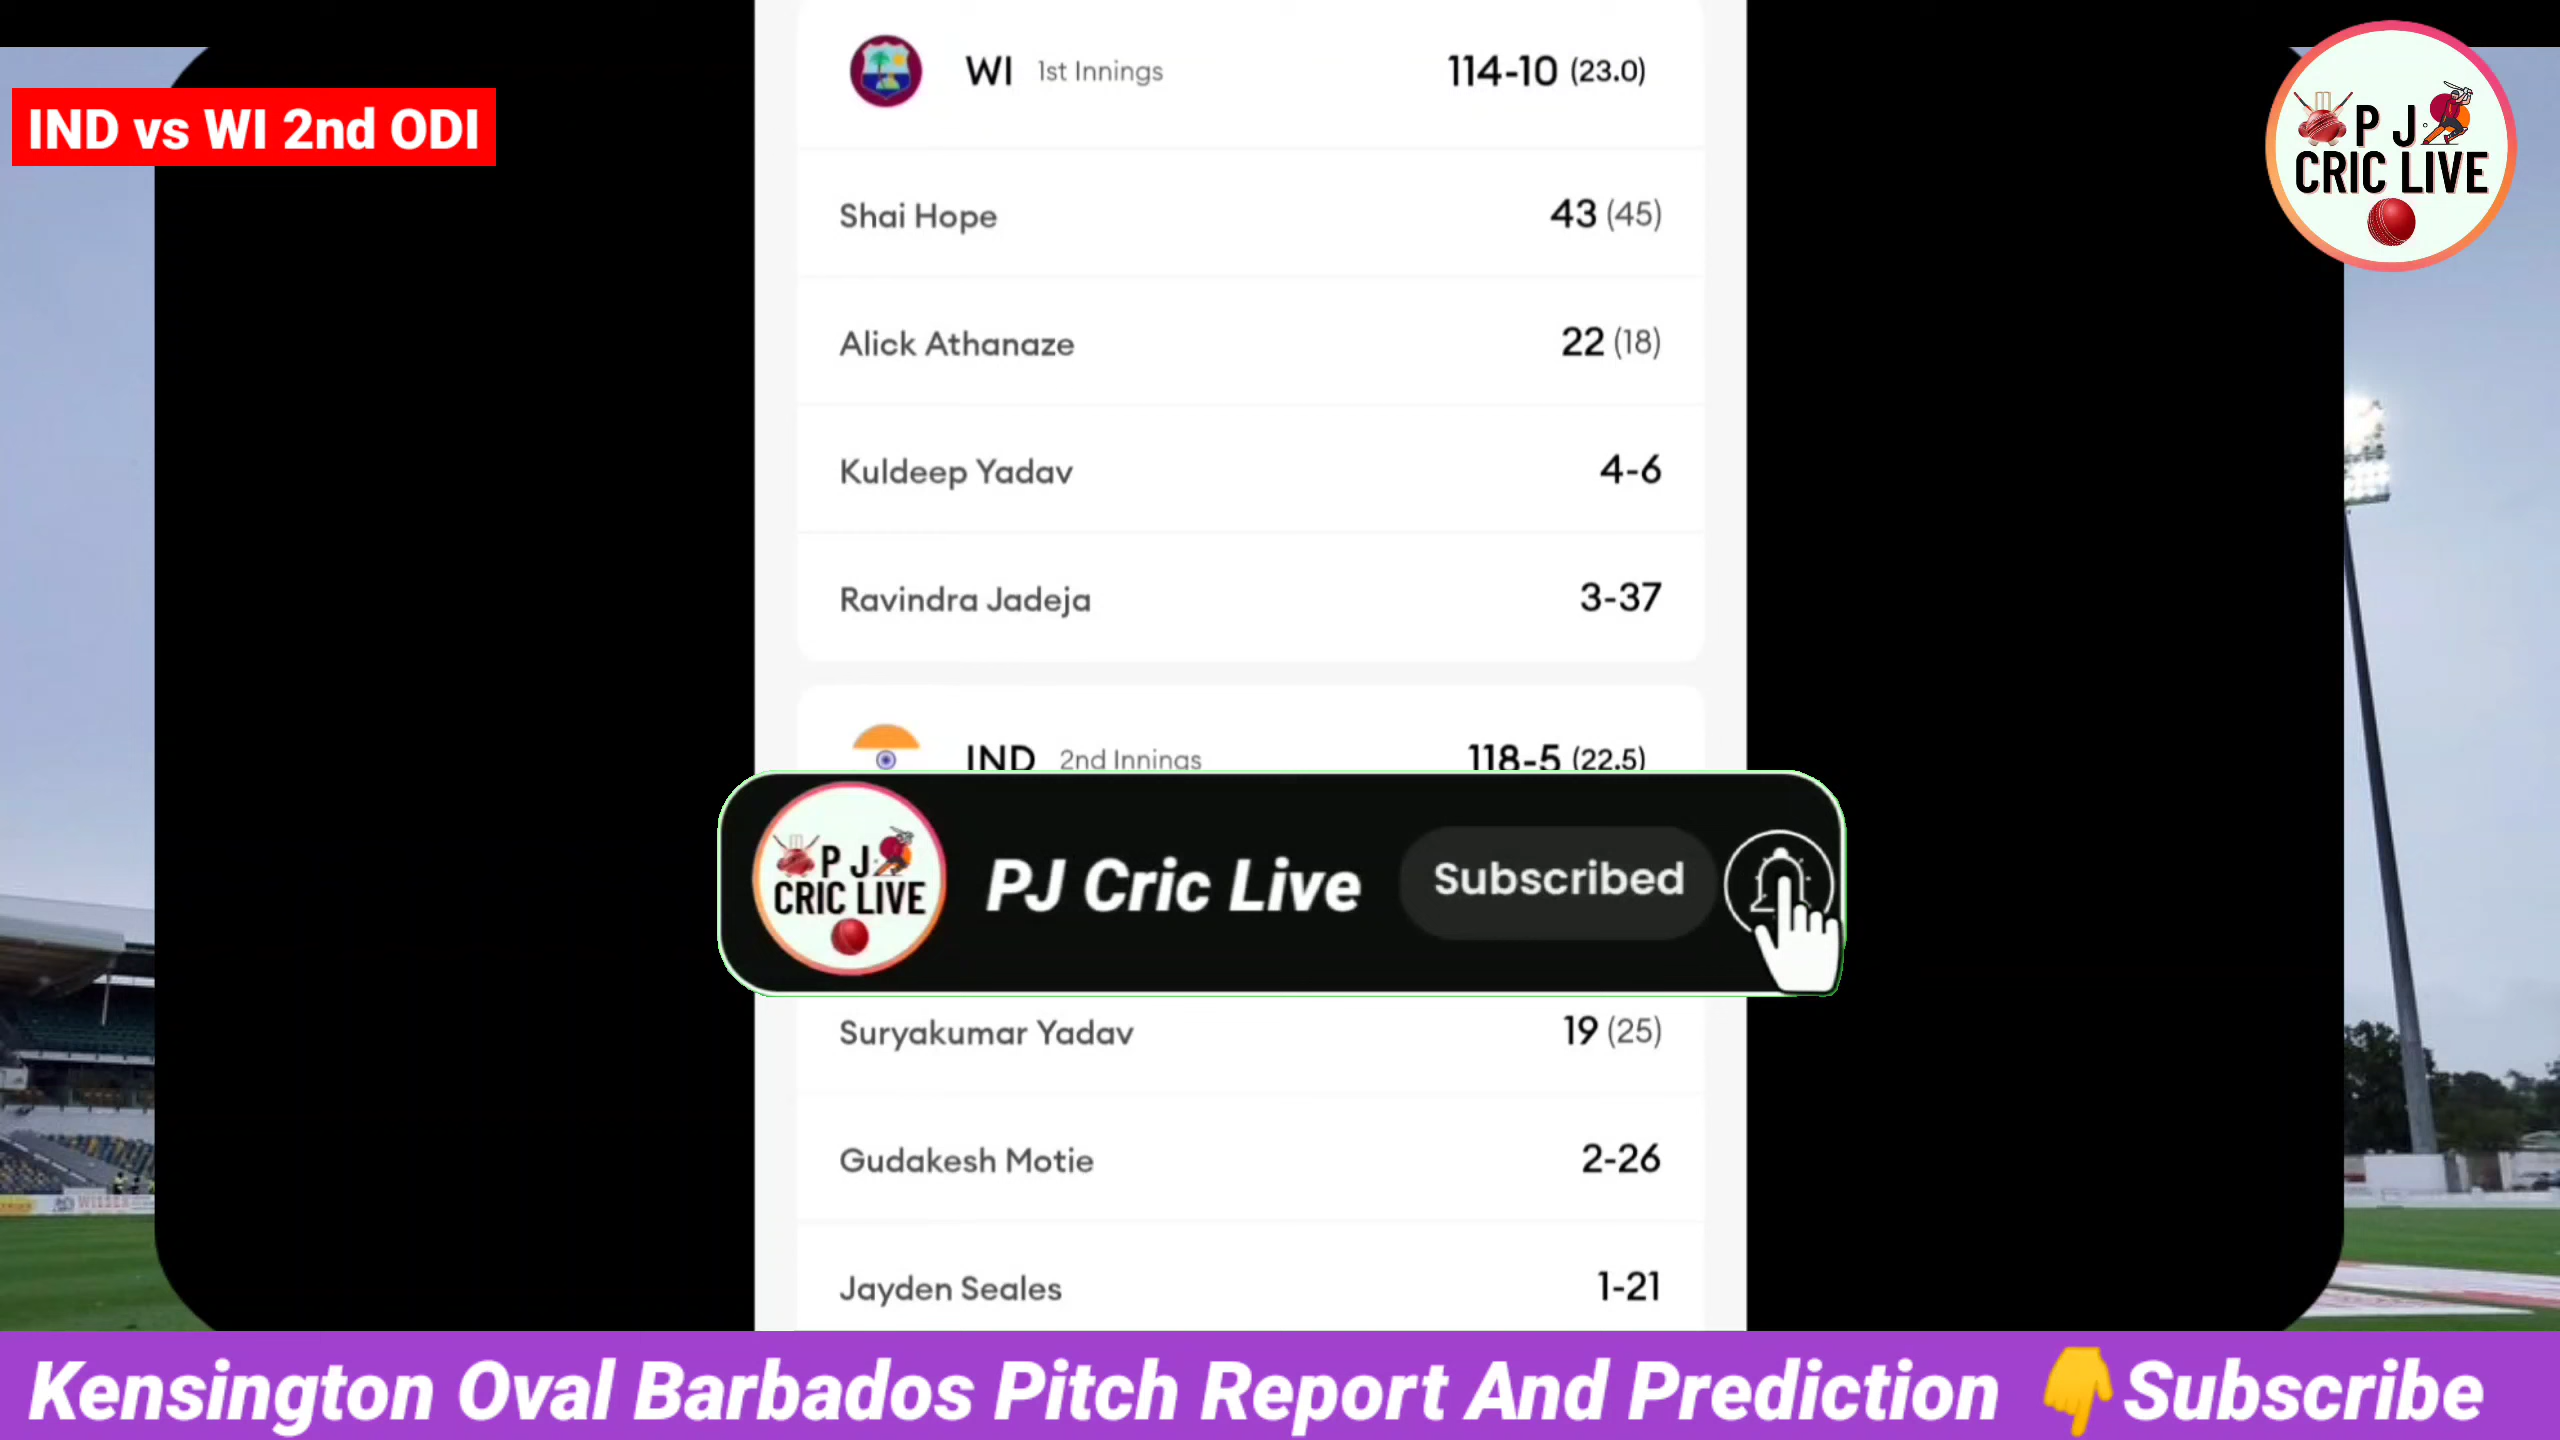 WI 1st Innings 114-10 (23.0)
IND vs WI 2nd ODI
P J
CRIC LIVE
Shai Hope 43 (45)
Alick Athanaze 22 (18)
Kuldeep Yadav 4-6
Ravindra Jadeja 3-37
IND 2nd Innings 118-5 (22.5)
P J
CRIC LIVE
PJ Cric Live Subscribed
Suryakumar Yadav 19 (25)
Gudakesh Motie 2-26
Jayden Seales 1-21
Kensington Oval Barbados Pitch Report And Prediction 👇Subscribe